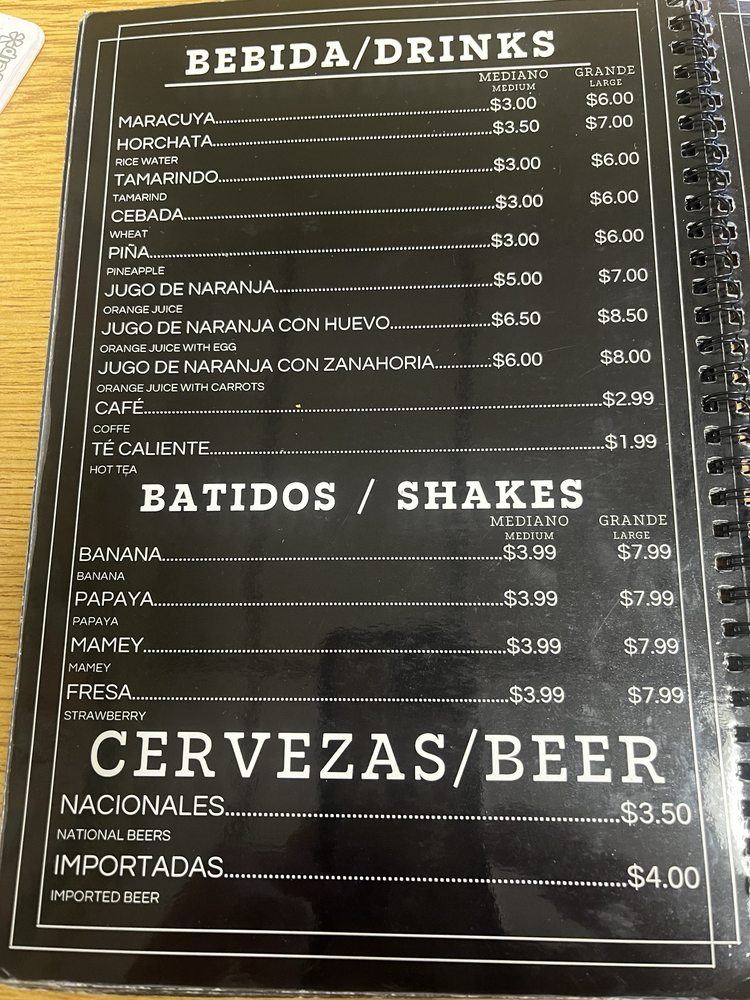 BEBIDA/DRINKS
MEDIANO GRANDE
MEDIUM LARGE
MARACUYA....................$3.00 $6.00
HORCHATA....................$3.50 $7.00
RICE WATER
TAMARINDO....................$3.00 $6.00
TAMARIND
CEBADA....................$3.00 $6.00
WHEAT
PIÑA....................$3.00 $6.00
PINEAPPLE
JUGO DE NARANJA....................$5.00 $7.00
ORANGE JUICE
JUGO DE NARANJA CON HUEVO....................$6.50 $8.50
ORANGE JUICE WITH EGG
JUGO DE NARANJA CON ZANAHORIA............$6.00 $8.00
ORANGE JUICE WITH CARROTS
CAFÉ....................$2.99
COFFE
TÉ CALIENTE....................$1.99
HOT TEA
BATIDOS / SHAKES
MEDIANO GRANDE
MEDIUM LARGE
BANANA....................$3.99 $7.99
BANANA
PAPAYA....................$3.99 $7.99
PAPAYA
MAMEY....................$3.99 $7.99
MAMEY
FRESA....................$3.99 $7.99
STRAWBERRY
CERVEZAS/BEER
NACIONALES....................$3.50
NATIONAL BEERS
IMPORTADAS....................$4.00
IMPORTED BEER